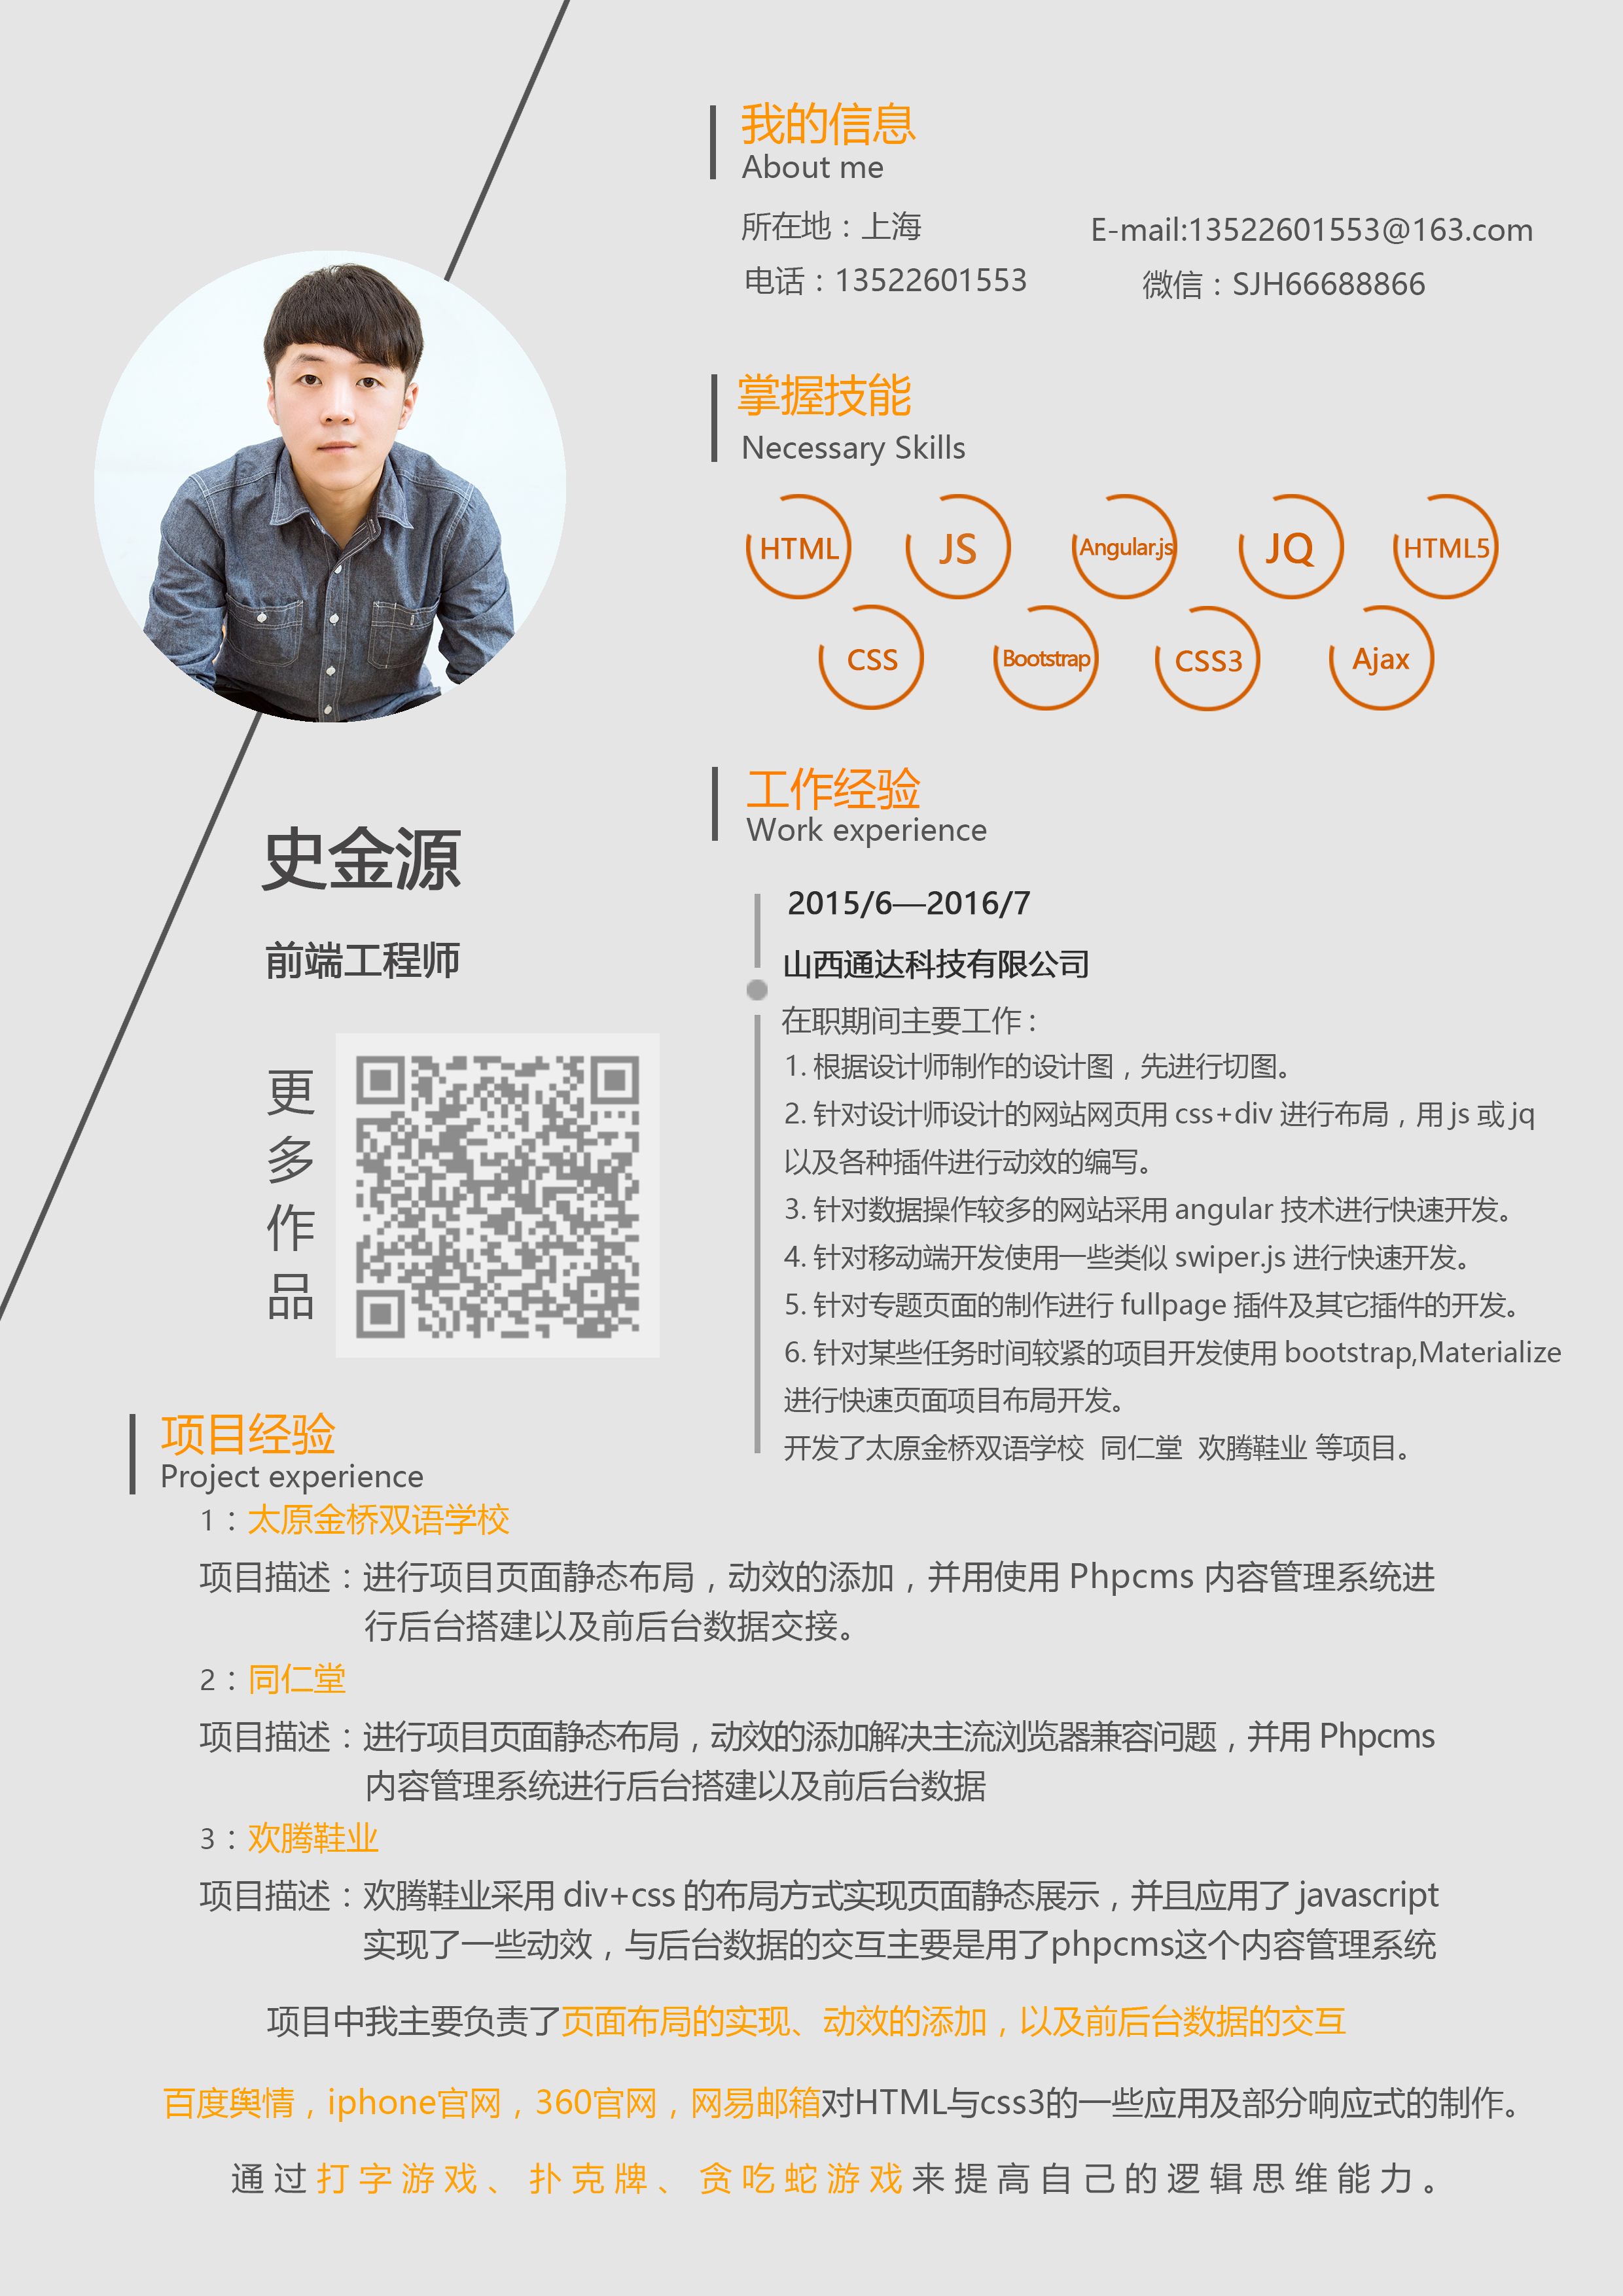 我的信息
About me
所在地：上海
E-mail:13522601553@163.com
电话：13522601553
微信：SJH66688866
掌握技能
Necessary Skills
HTML
JS
Angular.js
JQ
HTML5
CSS
Bootstrap
CSS3
Ajax
史金源
前端工程师
更多作品
工作经验
Work experience
2015/6—2016/7
山西通达科技有限公司
在职期间主要工作：
1. 根据设计师制作的设计图，先进行切图。
2. 针对设计师设计的网站网页用 css+div 进行布局，用 js 或 jq
以及各种插件进行动效的编写。
3. 针对数据操作较多的网站采用 angular 技术进行快速开发。
4. 针对移动端开发使用一些类似 swiper.js 进行快速开发。
5. 针对专题页面的制作进行 fullpage 插件及其它插件的开发。
6. 针对某些任务时间较紧的项目开发使用 bootstrap,Materialize
进行快速页面项目布局开发。
开发了太原金桥双语学校 同仁堂 欢腾鞋业 等项目。
项目经验
Project experience
1：太原金桥双语学校
项目描述：进行项目页面静态布局，动效的添加，并用使用 Phpcms 内容管理系统进
行后台搭建以及前后台数据交接。
2：同仁堂
项目描述：进行项目页面静态布局，动效的添加解决主流浏览器兼容问题，并用 Phpcms
内容管理系统进行后台搭建以及前后台数据
3：欢腾鞋业
项目描述：欢腾鞋业采用 div+css 的布局方式实现页面静态展示，并且应用了 javascript
实现了一些动效，与后台数据的交互主要是用了phpcms这个内容管理系统
项目中我主要负责了页面布局的实现、动效的添加，以及前后台数据的交互
百度舆情，iphone官网，360官网，网易邮箱对HTML与css3的一些应用及部分响应式的制作。
通过打字游戏、扑克牌、贪吃蛇游戏来提高自己的逻辑思维能力。